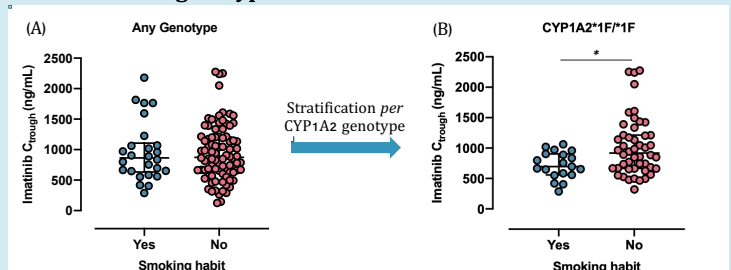 (A)
Any Genotype
Imatinib Ctrough (ng/mL)
2500
2000
1500
1000
500
0
Yes
No
Smoking habit
Stratification per
CYP1A2 genotype
(B)
CYP1A2*1F/*1F
*
Imatinib Ctrough (ng/mL)
2500
2000
1500
1000
500
0
Yes
No
Smoking habit